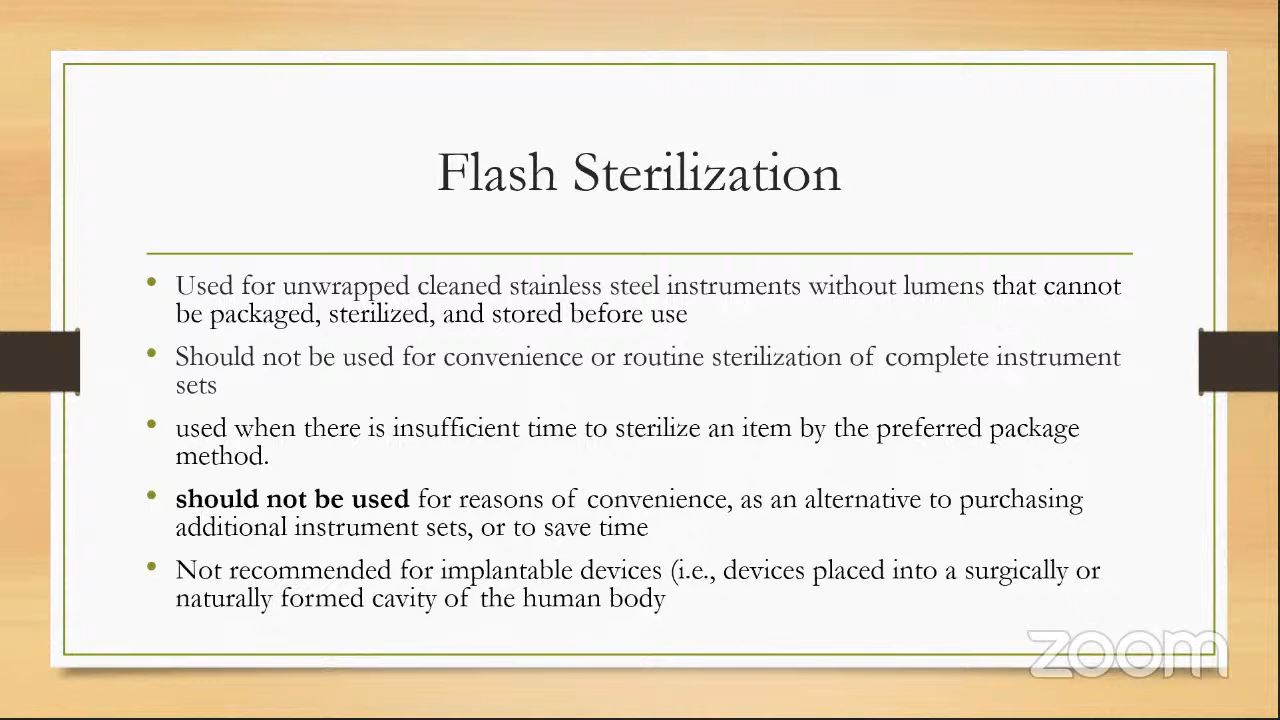 Flash Sterilization
• Used for unwrapped cleaned stainless steel instruments without lumens that cannot
be packaged, sterilized, and stored before use
• Should not be used for convenience or routine sterilization of complete instrument
sets
• used when there is insufficient time to sterilize an item by the preferred package
method.
• should not be used for reasons of convenience, as an alternative to purchasing
additional instrument sets, or to save time
• Not recommended for implantable devices (i.e., devices placed into a surgically or
naturally formed cavity of the human body
zoom